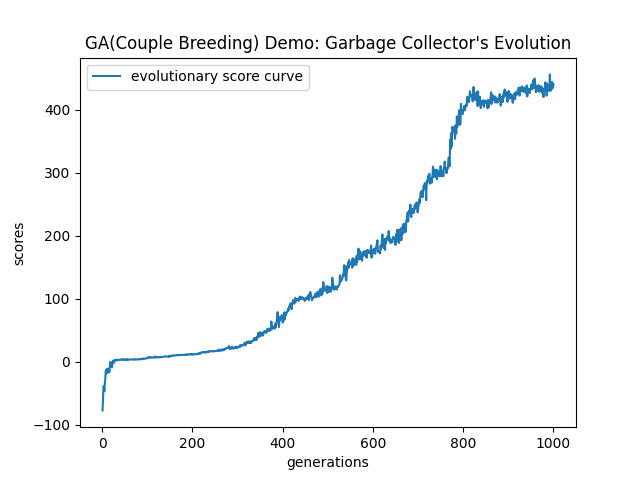 GA(Couple Breeding) Demo: Garbage Collector's Evolution
evolutionary score curve
400
300
200
100
0
−100
scores
0 200 400 600 800 1000
generations